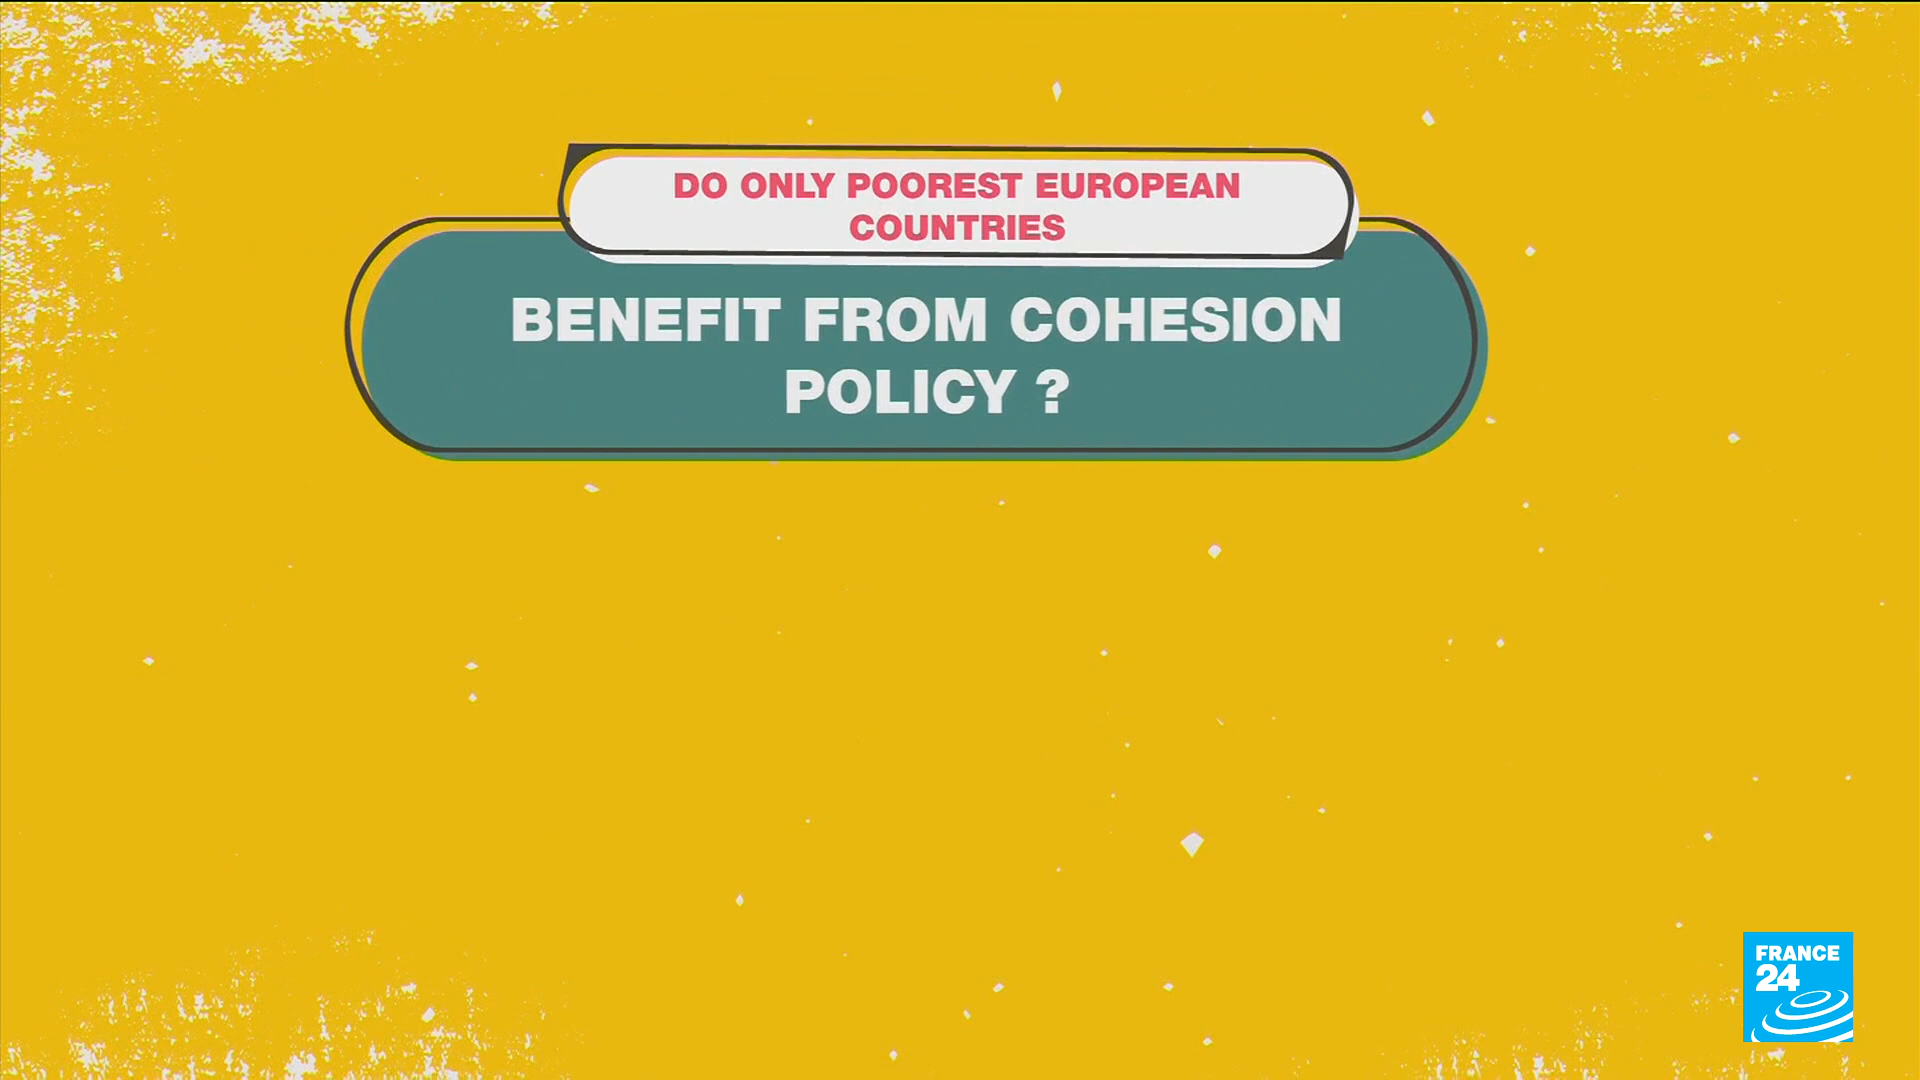 DO ONLY POOREST EUROPEAN
COUNTRIES
BENEFIT FROM COHESION
POLICY ?
FRANCE
24